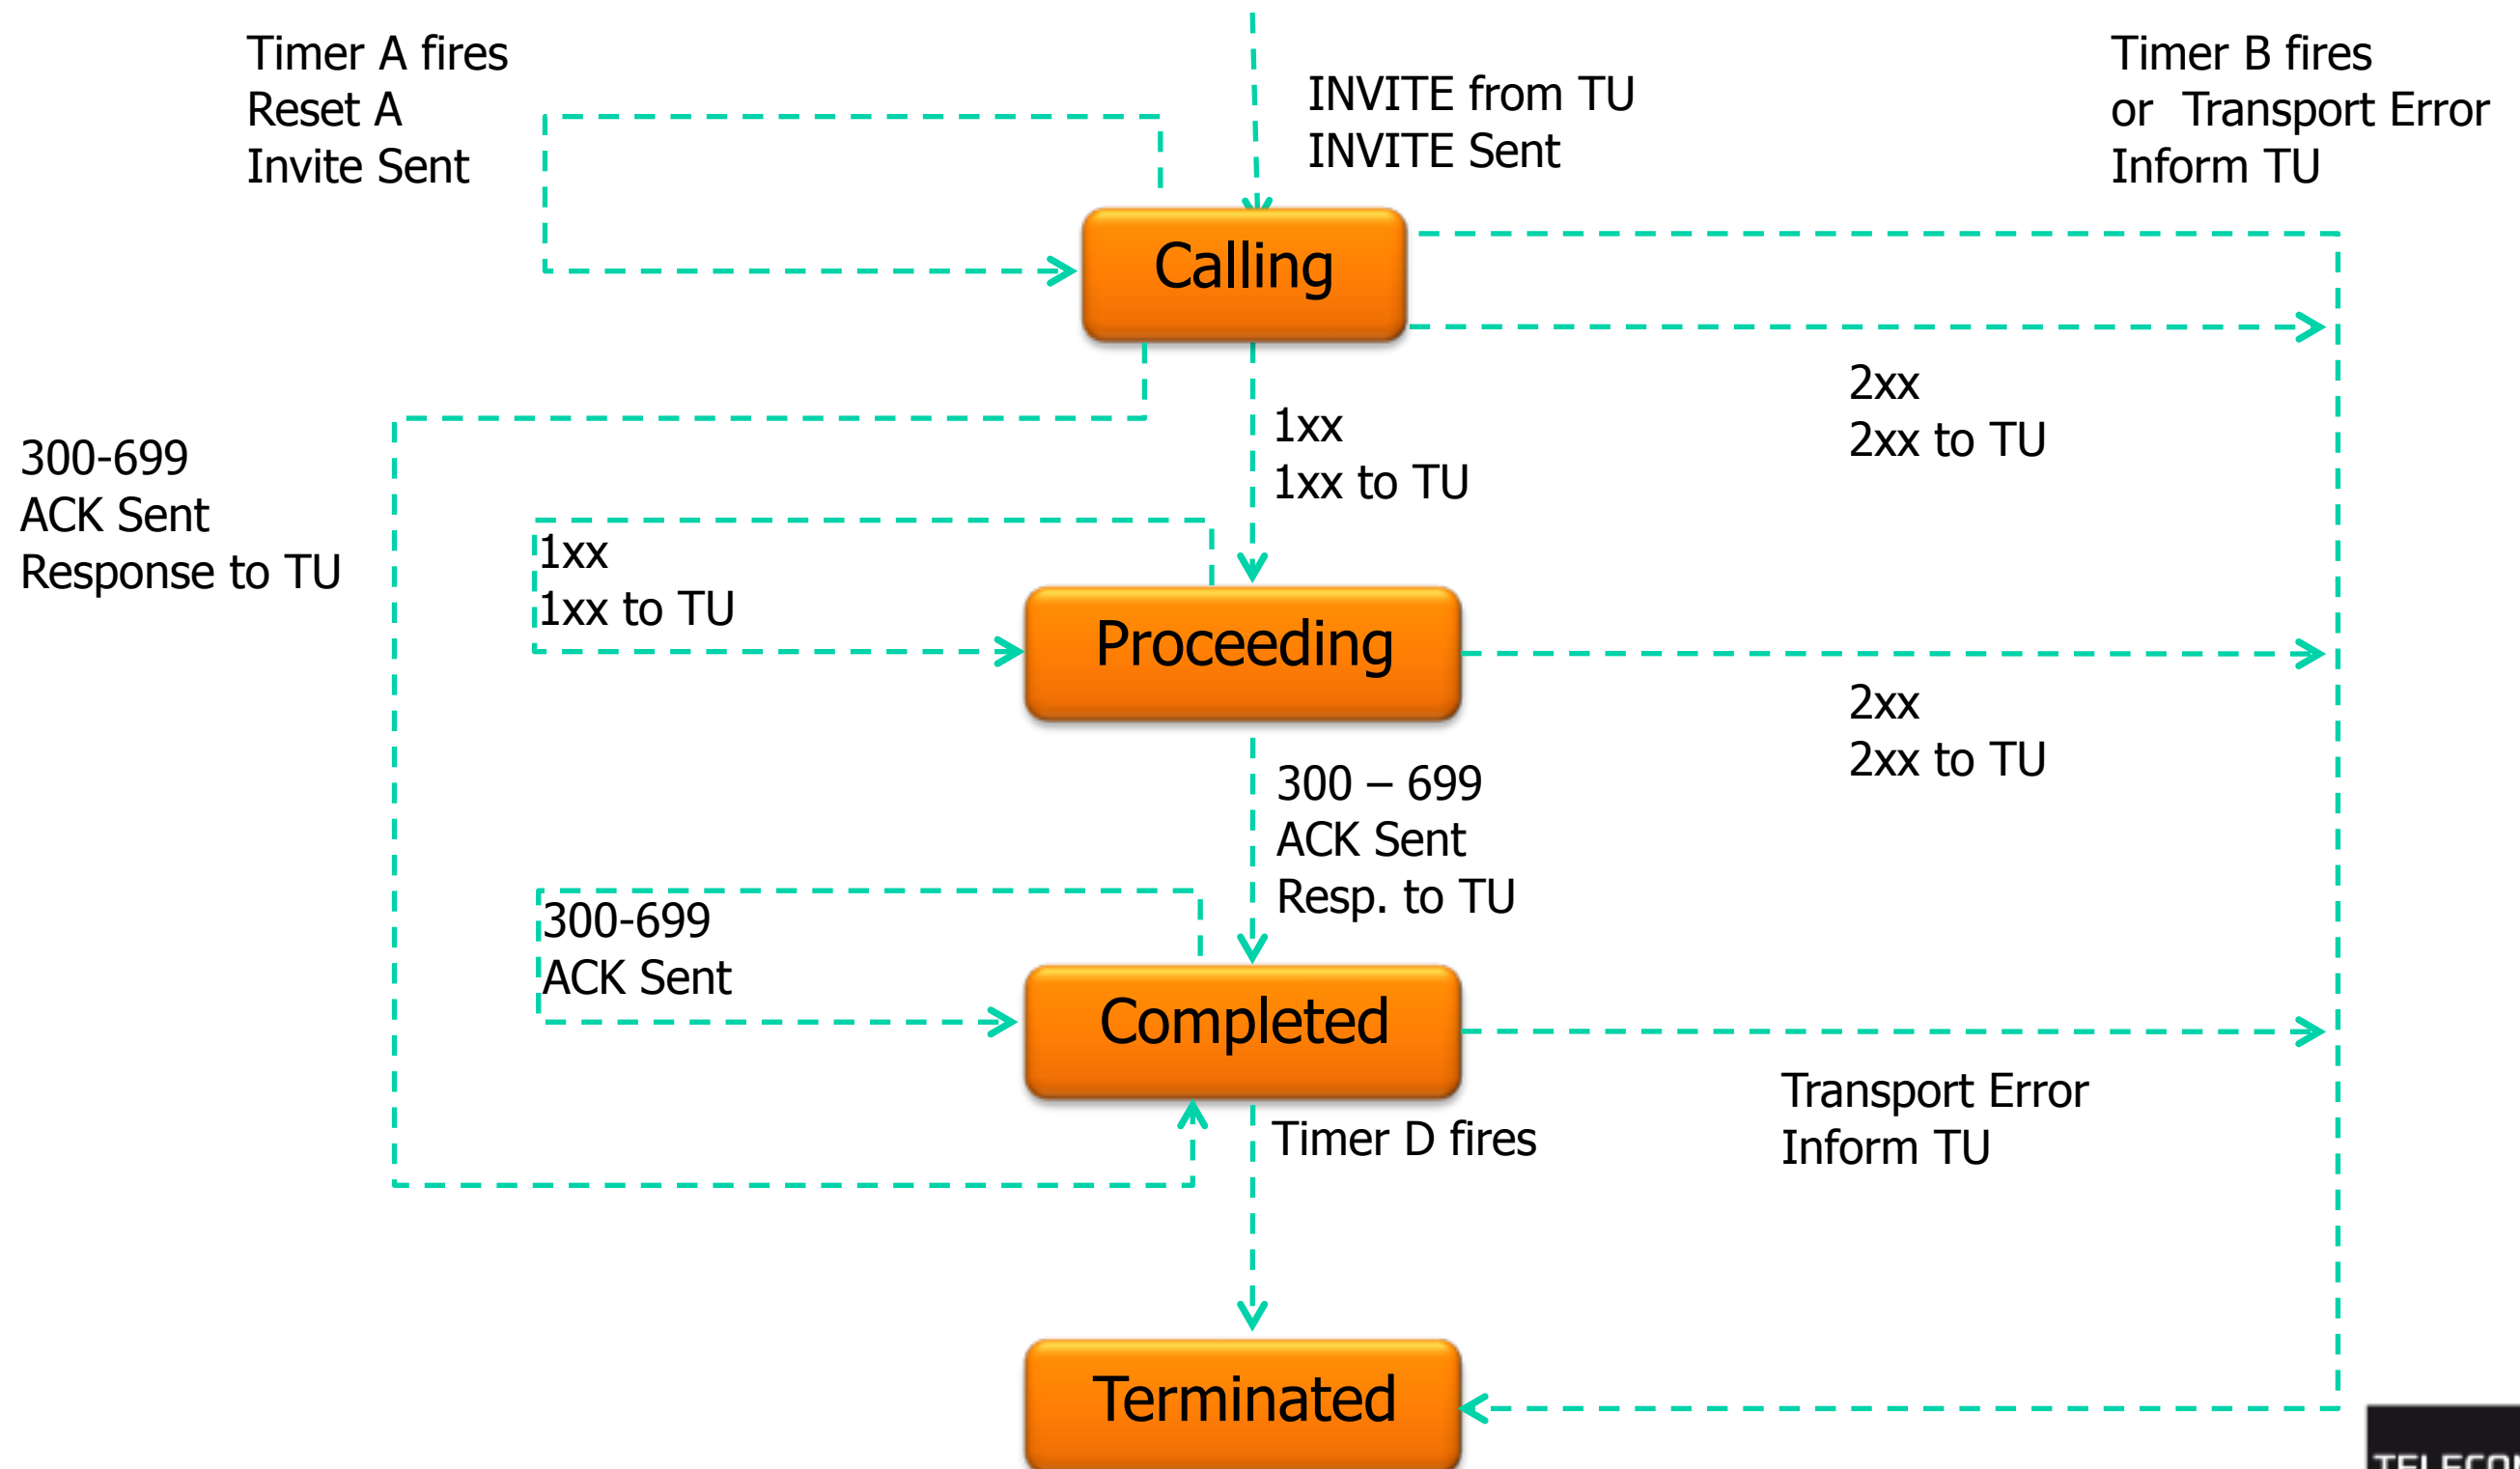 Timer A fires
Reset A
Invite Sent
INVITE from TU
INVITE Sent
Timer B fires
or  Transport Error
Inform TU
Calling
2xx
2xx to TU
1xx
1xx to TU
300-699
ACK Sent
Response to TU
1xx
1xx to TU
Proceeding
2xx
2xx to TU
300 – 699
ACK Sent
Resp. to TU
300-699
ACK Sent
Completed
Transport Error
Inform TU
Timer D fires
Terminated